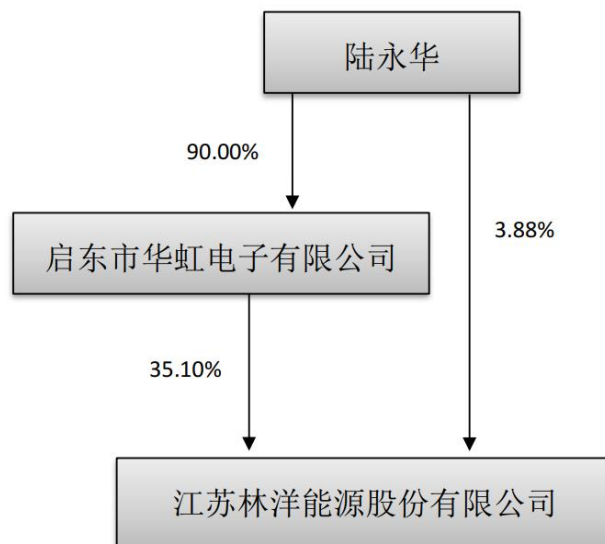 陆永华
90.00%
3.88%
启东市华虹电子有限公司
35.10%
江苏林洋能源股份有限公司